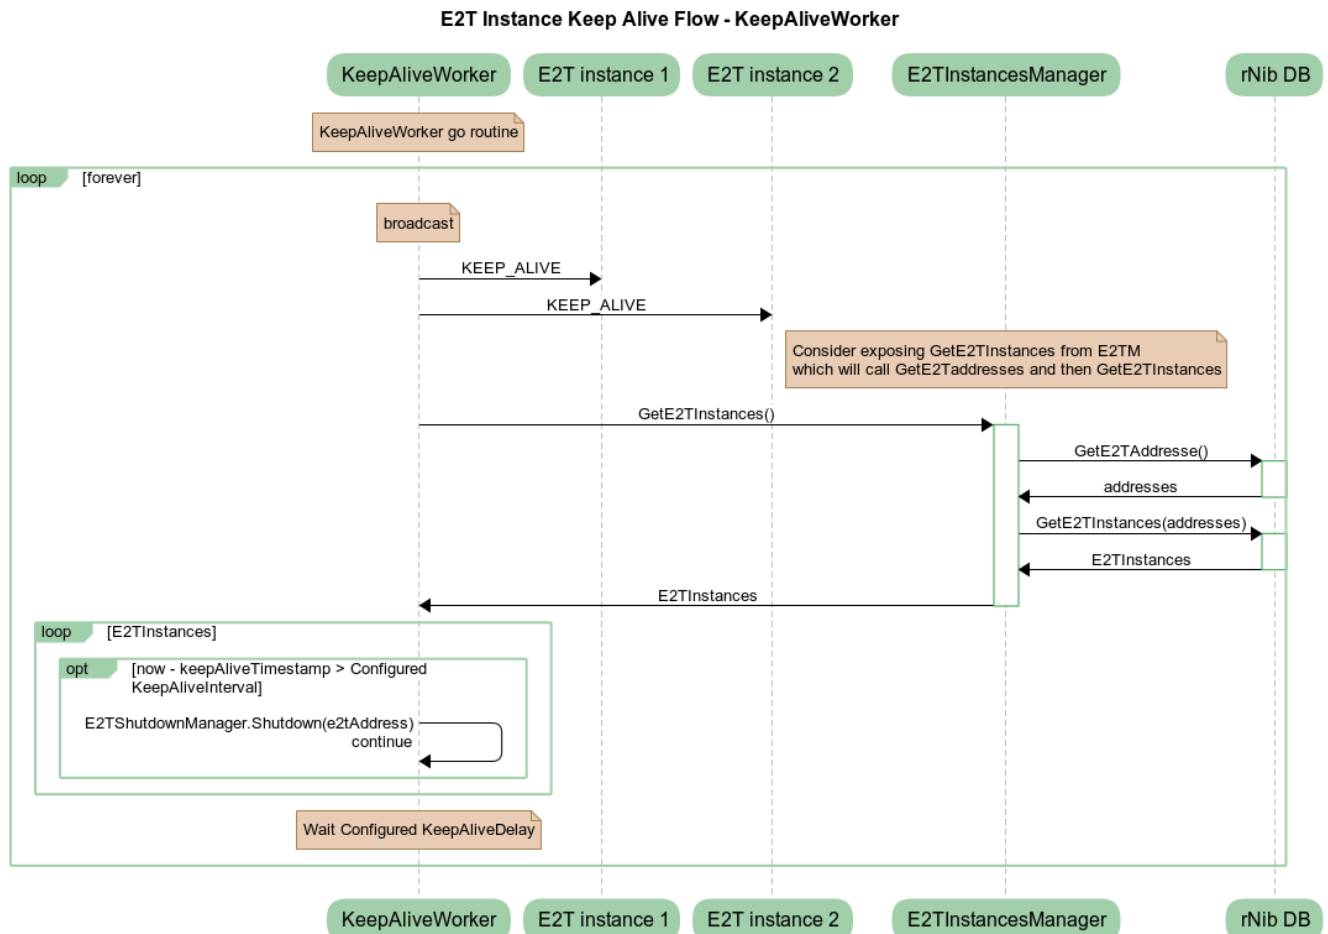 E2T Instance Keep Alive Flow - KeepAliveWorker
KeepAliveWorker
E2T instance 1
E2T instance 2
E2TInstancesManager
rNib DB
KeepAliveWorker go routine
loop
[forever]
broadcast
KEEP_ALIVE
KEEP_ALIVE
Consider exposing GetE2TInstances from E2TM
which will call GetE2Taddresses and then GetE2TInstances
GetE2TInstances()
GetE2TAddresse()
addresses
GetE2TInstances(addresses)
E2TInstances
E2TInstances
loop
[E2TInstances]
opt
[now - keepAliveTimestamp > Configured
KeepAliveInterval]
E2TShutdownManager.Shutdown(e2tAddress)
continue
Wait Configured KeepAliveDelay
KeepAliveWorker
E2T instance 1
E2T instance 2
E2TInstancesManager
rNib DB